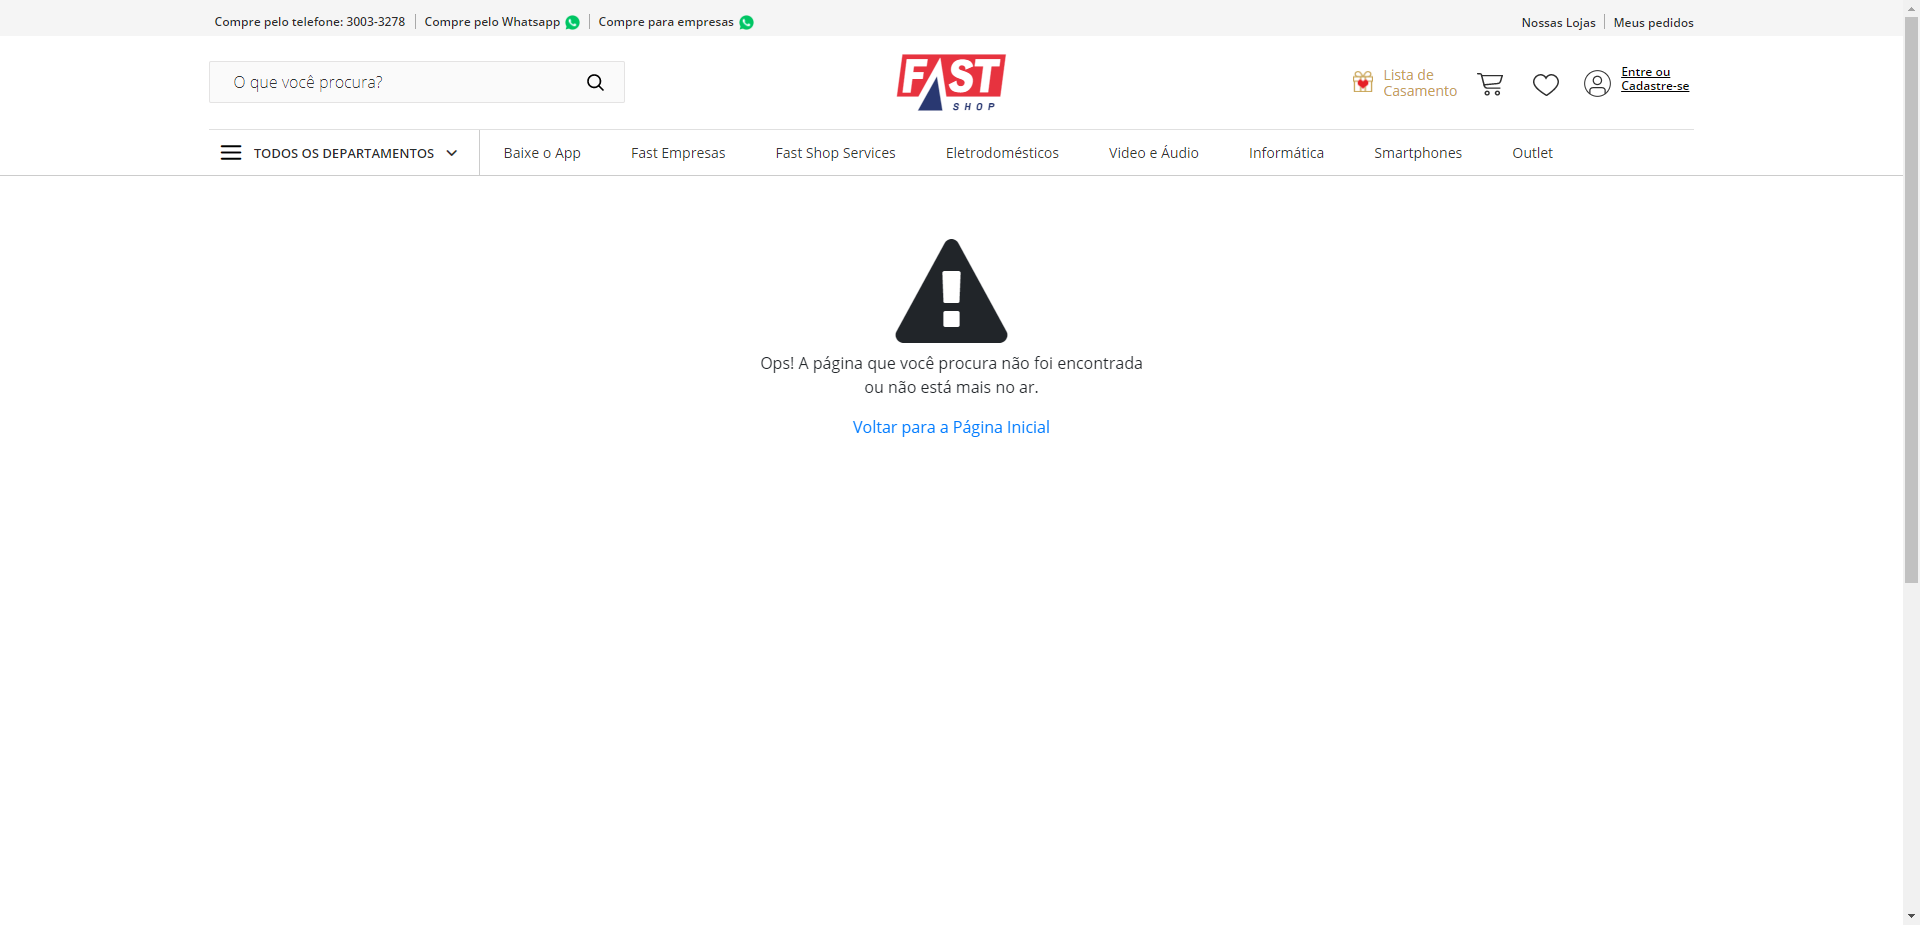 Compre pelo telefone: 3003-3278
Compre pelo Whatsapp
Compre para empresas
Nossas Lojas
Meus pedidos
O que você procura?
FAST
SHOP
Lista de
Casamento
Entre ou
Cadastre-se
TODOS OS DEPARTAMENTOS
Baixe o App
Fast Empresas
Fast Shop Services
Eletrodomésticos
Video e Áudio
Informática
Smartphones
Outlet
Ops! A página que você procura não foi encontrada
ou não está mais no ar.
Voltar para a Página Inicial